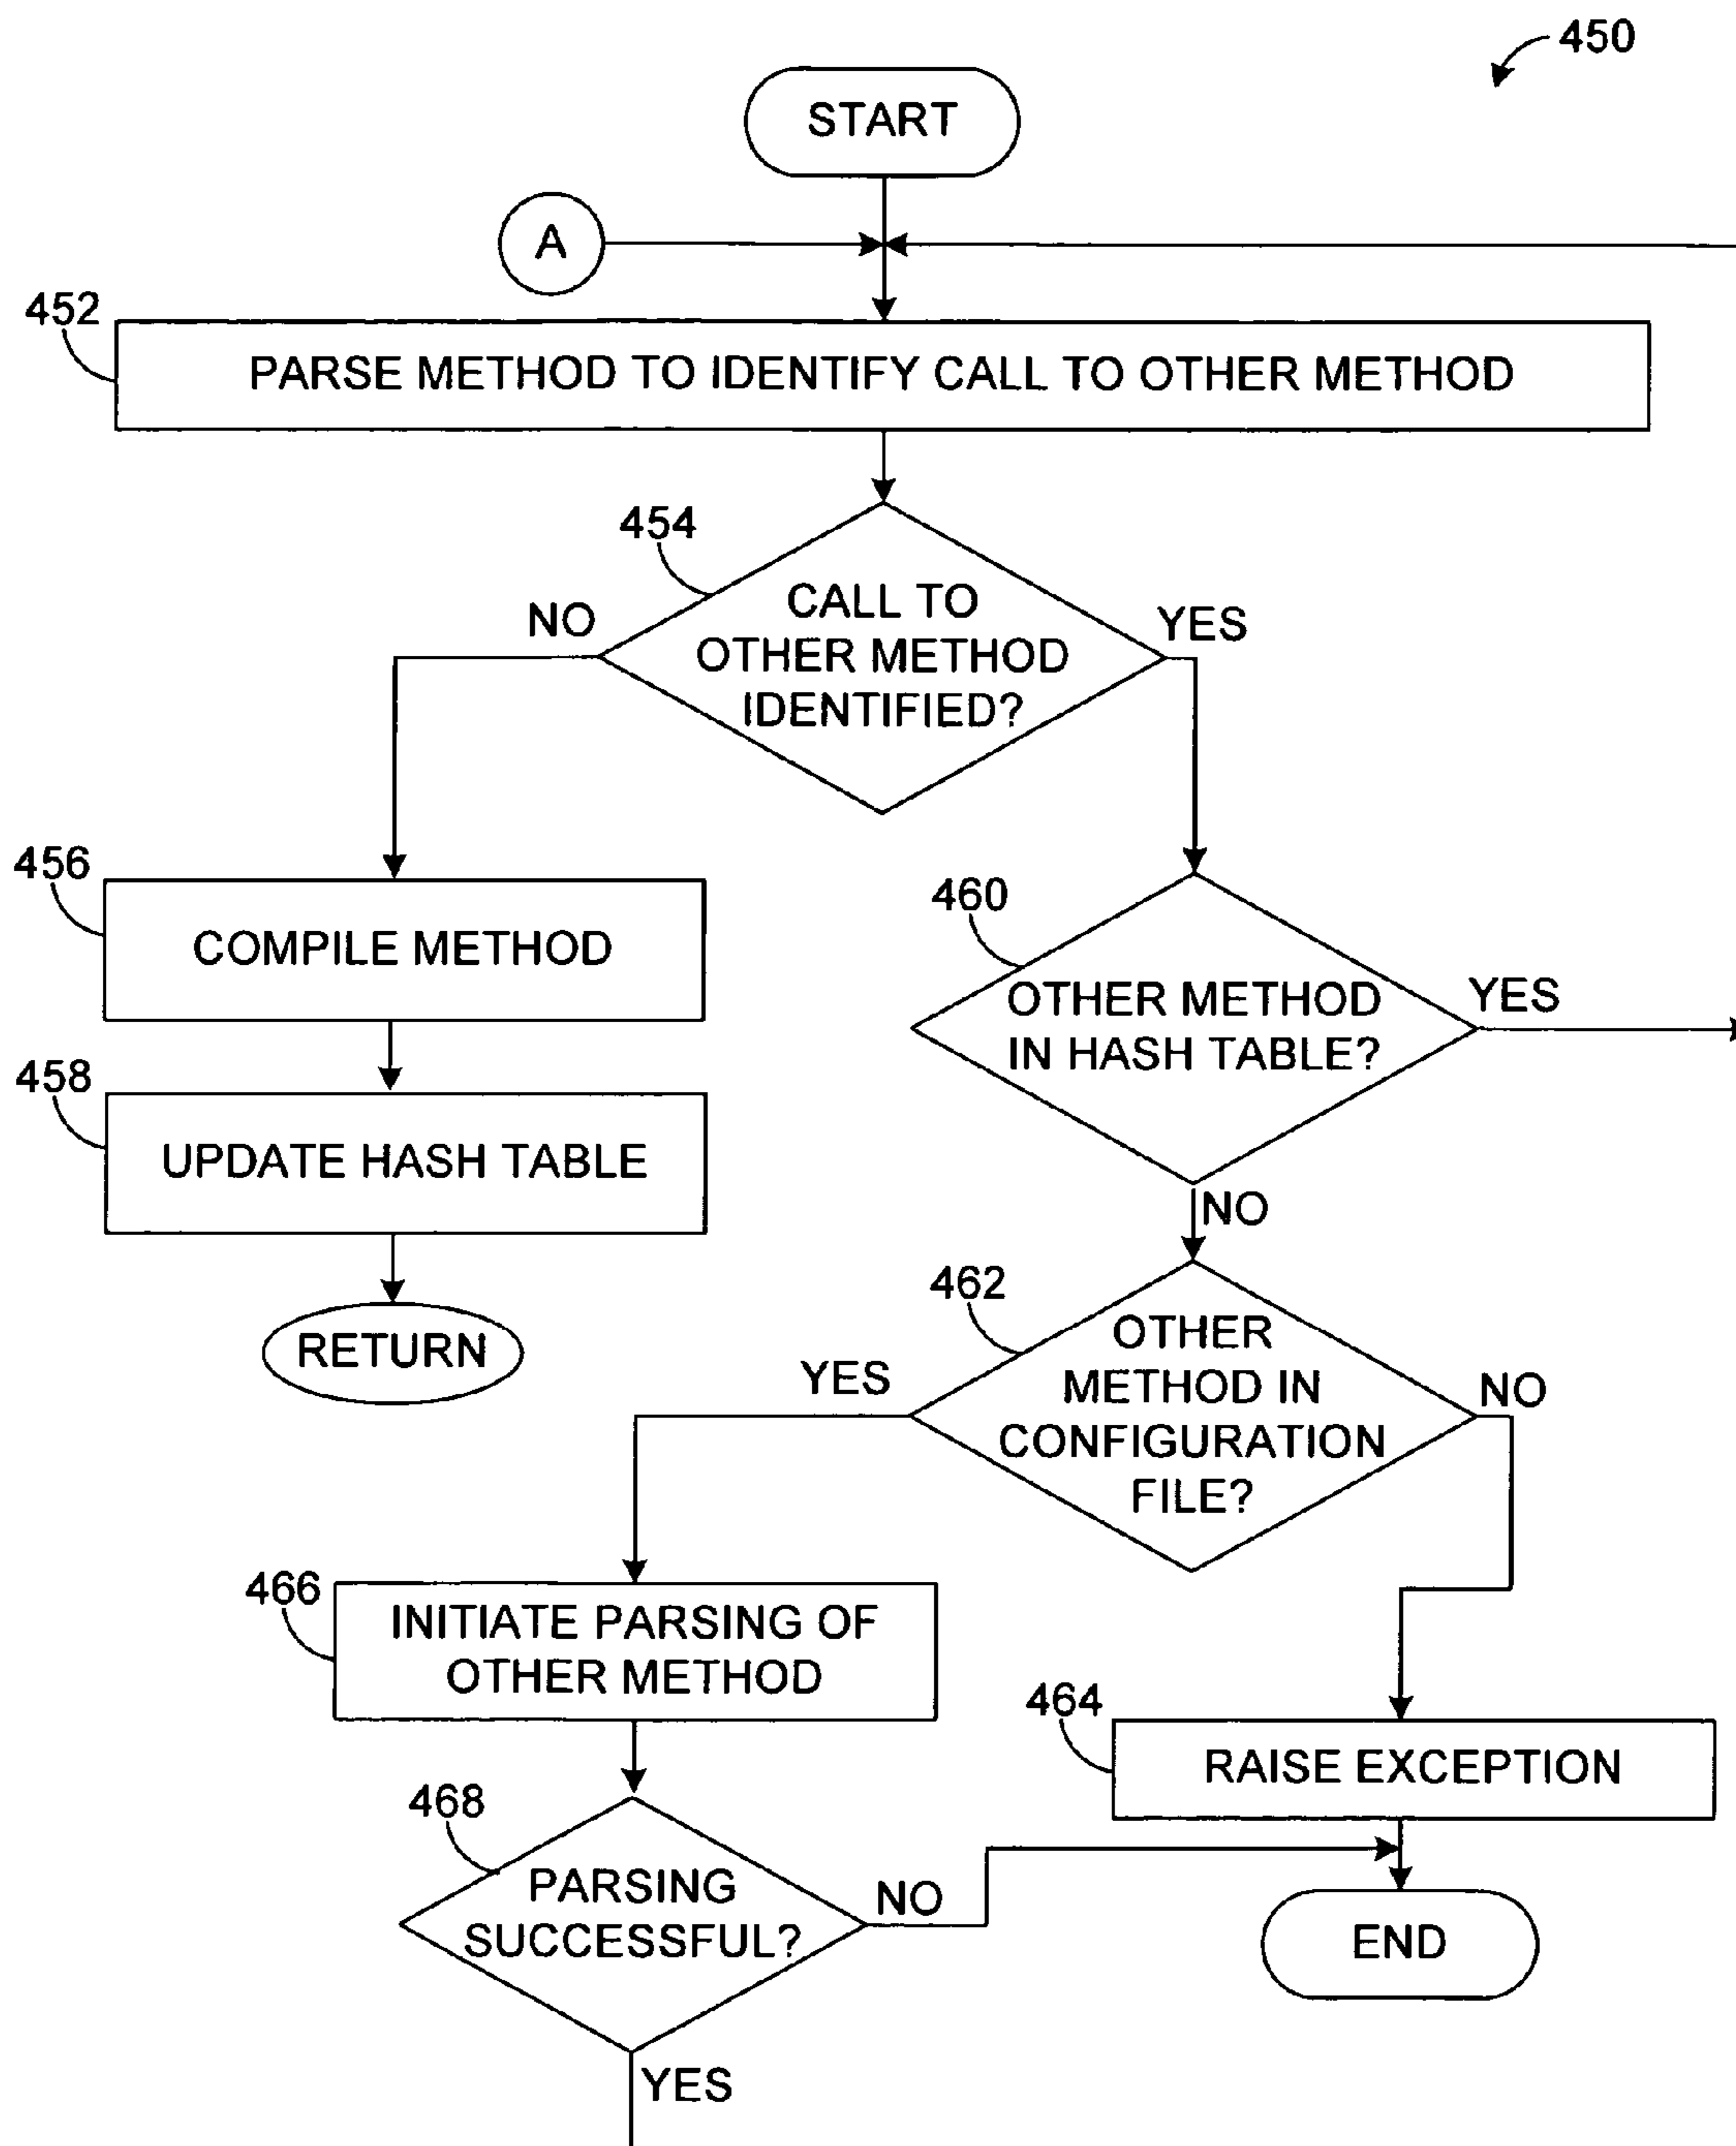 450
START
A
452
PARSE METHOD TO IDENTIFY CALL TO OTHER METHOD
454
NO
CALL TO
OTHER METHOD
IDENTIFIED?
YES
456
COMPILE METHOD
460
OTHER METHOD
IN HASH TABLE?
YES
458
UPDATE HASH TABLE
NO
RETURN
462
OTHER
METHOD IN
CONFIGURATION
FILE?
YES
NO
466
INITIATE PARSING OF
OTHER METHOD
464
RAISE EXCEPTION
468
PARSING
SUCCESSFUL?
NO
END
YES